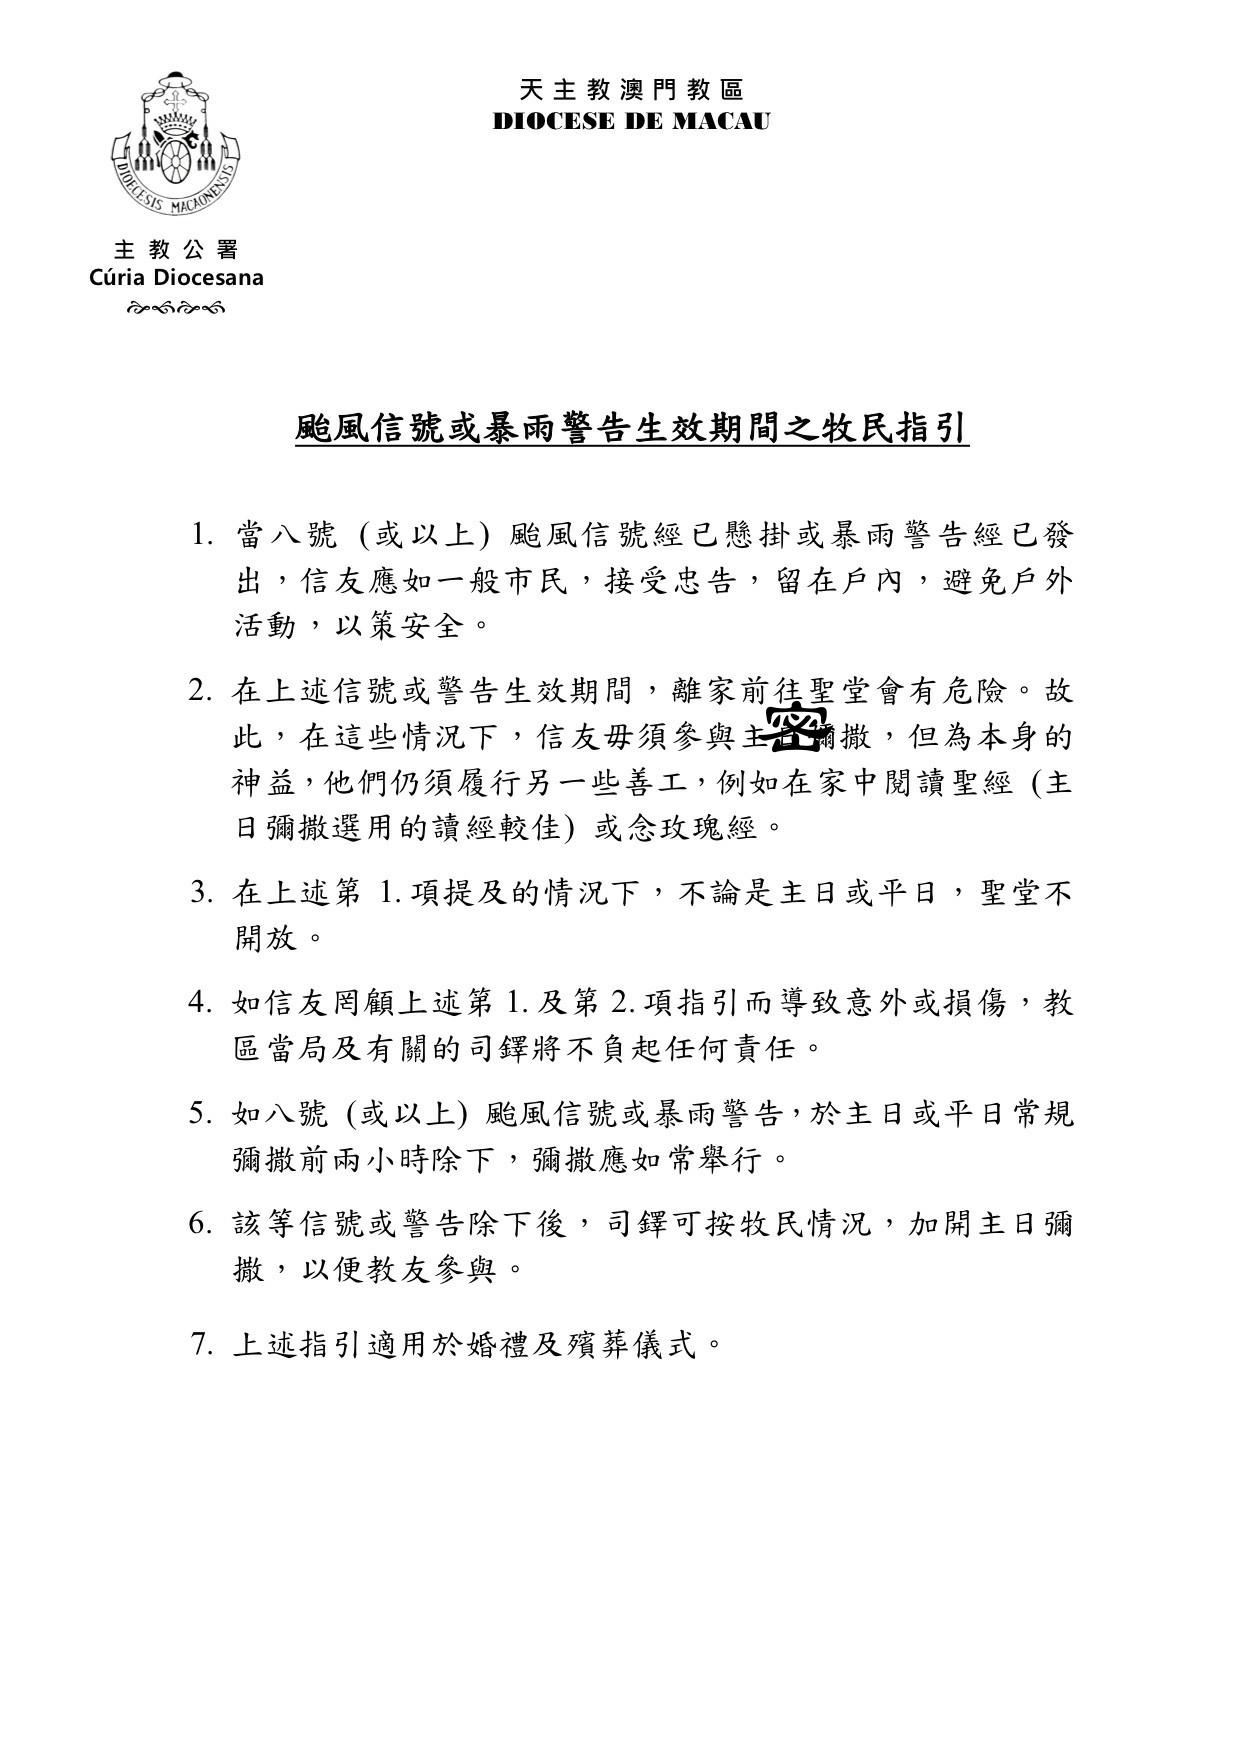 天主教澳門教區
DIOCESE DE MACAU
DIOECESIS MACAONENSIS
主教公署
Cúria Diocesana
颱風信號或暴雨警告生效期間之牧民指引
1. 當八號 (或以上) 颱風信號經已懸掛或暴雨警告經已發
出，信友應如一般市民，接受忠告，留在戶內，避免戶外
活動，以策安全。
2. 在上述信號或警告生效期間，離家前往聖堂會有危險。故
此，在這些情況下，信友毋須參與主日彌撒，但為本身的
密
神益，他們仍須履行另一些善工，例如在家中閱讀聖經 (主
日彌撒選用的讀經較佳) 或念玫瑰經。
3. 在上述第 1. 項提及的情況下，不論是主日或平日，聖堂不
開放。
4. 如信友罔顧上述第 1. 及第 2. 項指引而導致意外或損傷，教
區當局及有關的司鐸將不負起任何責任。
5. 如八號 (或以上) 颱風信號或暴雨警告，於主日或平日常規
彌撒前兩小時除下，彌撒應如常舉行。
6. 該等信號或警告除下後，司鐸可按牧民情況，加開主日彌
撒，以便教友參與。
7. 上述指引適用於婚禮及殯葬儀式。